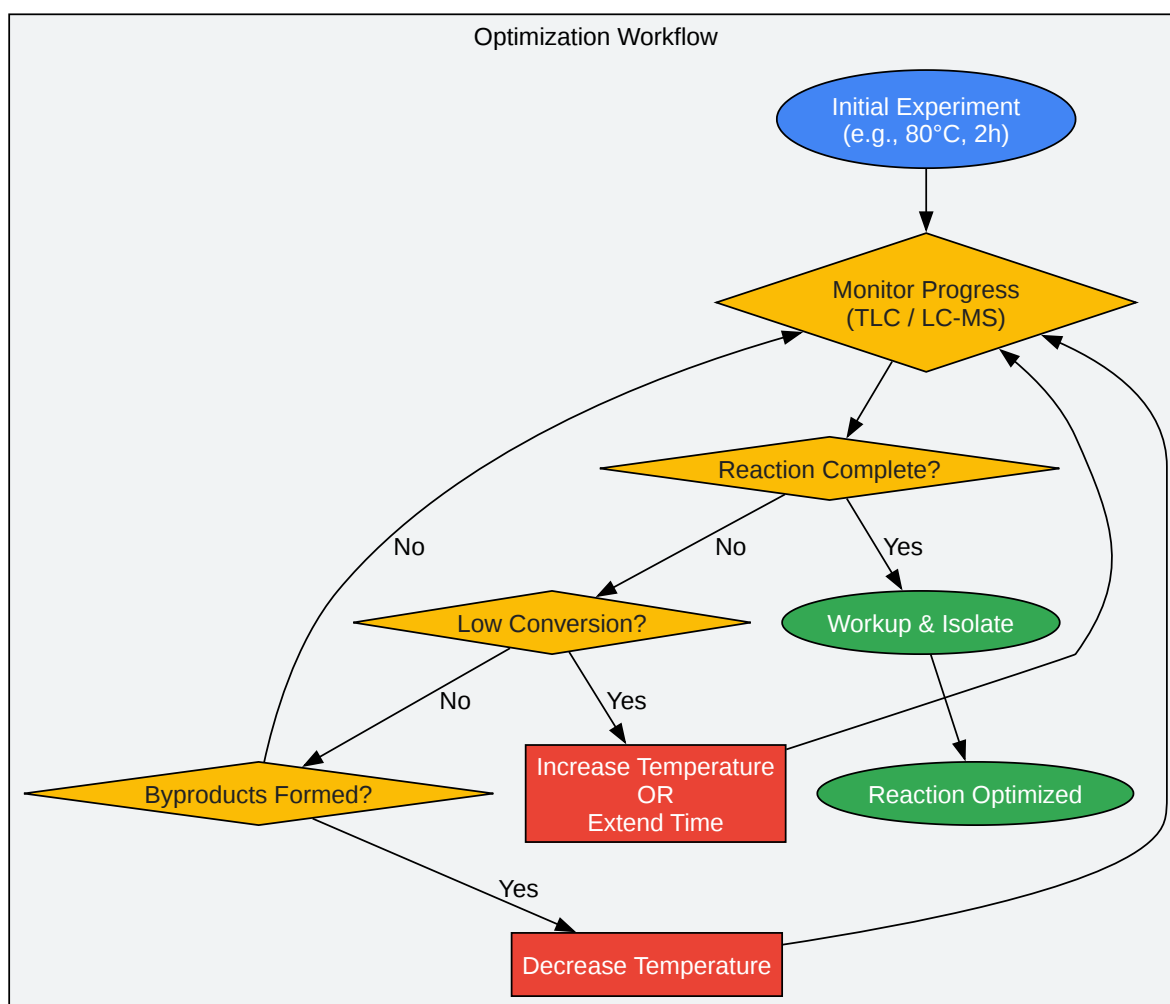 Optimization Workflow
Initial Experiment
(e.g., 80°C, 2h)
Monitor Progress
(TLC / LC-MS)
Reaction Complete?
No
No
Yes
Low Conversion?
Workup & Isolate
No
Yes
Increase Temperature
OR
Extend Time
Byproducts Formed?
Reaction Optimized
Yes
Decrease Temperature